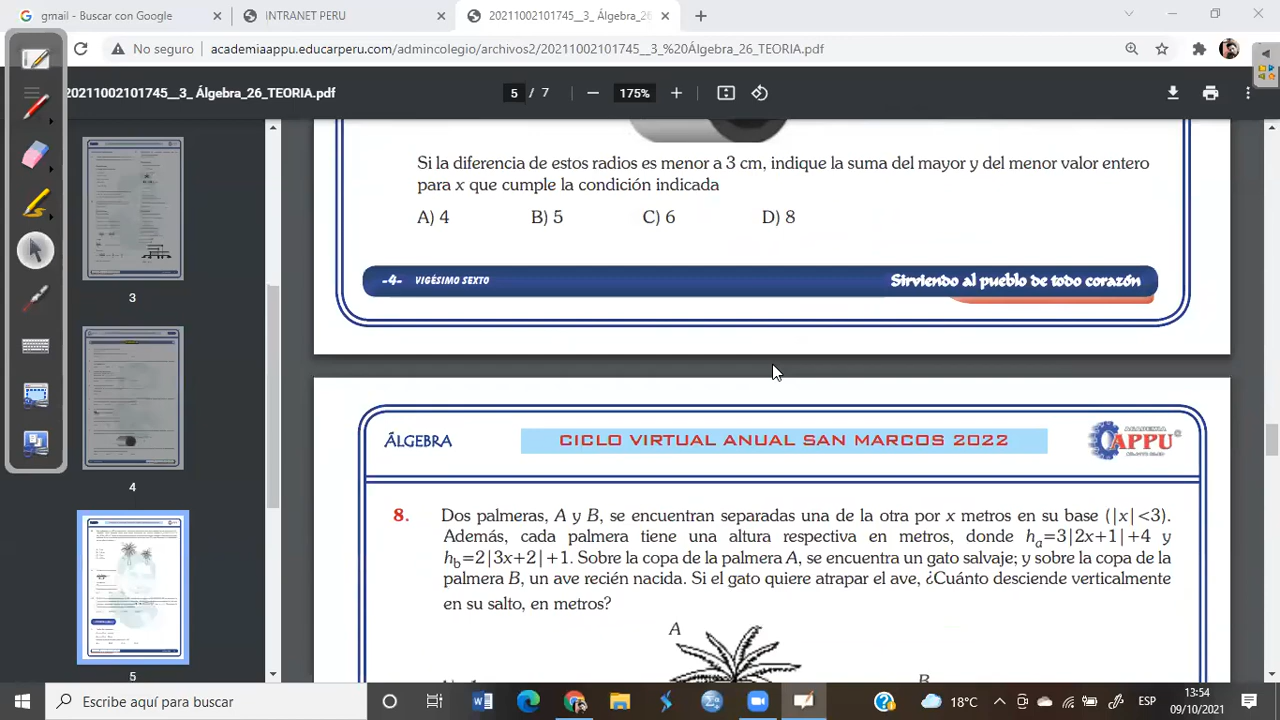 gmail - Buscar con Google
INTRANET PERU
20211002101745__3_ Álgebra_26
No seguro
academiaappu.educarperu.com/admincolegio/archivos2/20211002101745__3_%20Álgebra_26_TEORIA.pdf
20211002101745__3_ Álgebra_26_TEORIA.pdf
5 / 7
175%
Si la diferencia de estos radios es menor a 3 cm, indique la suma del mayor y del menor valor entero
para x que cumple la condición indicada
A) 4 B) 5 C) 6 D) 8
-4- VIGÉSIMO SEXTO
Sirviendo al pueblo de todo corazón
3
4
5
ÁLGEBRA
CICLO VIRTUAL ANUAL SAN MARCOS 2022
ACADEMIA
APPU
8. Dos palmeras, A y B, se encuentran separadas una de la otra por x metros en su base (|x|<3).
Además, cada palmera tiene una altura respectiva en metros, donde ha=3|2x+1|+4 y
hb=2|3x+2|+1. Sobre la copa de la palmera A, se encuentra un gato salvaje; y sobre la copa de la
palmera B, un ave recién nacida. Si el gato quiere atrapar el ave, ¿Cuánto desciende verticalmente
en su salto, en metros?
A
B
Escribe aquí para buscar
18°C
ESP
13:54
09/10/2021